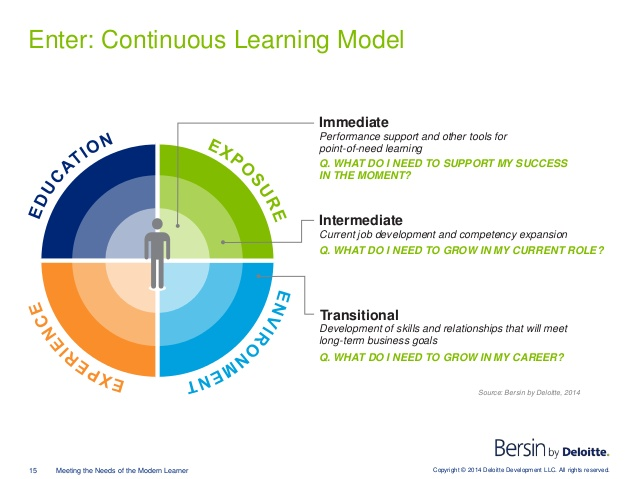 Enter: Continuous Learning Model
EDUCATION
EXPOSURE
EXPERIENCE
ENVIRONMENT
Immediate
Performance support and other tools for
point-of-need learning
Q. WHAT DO I NEED TO SUPPORT MY SUCCESS
IN THE MOMENT?
Intermediate
Current job development and competency expansion
Q. WHAT DO I NEED TO GROW IN MY CURRENT ROLE?
Transitional
Development of skills and relationships that will meet
long-term business goals
Q. WHAT DO I NEED TO GROW IN MY CAREER?
Source: Bersin by Deloitte, 2014
Bersin by Deloitte.
15 Meeting the Needs of the Modern Learner
Copyright © 2014 Deloitte Development LLC. All rights reserved.